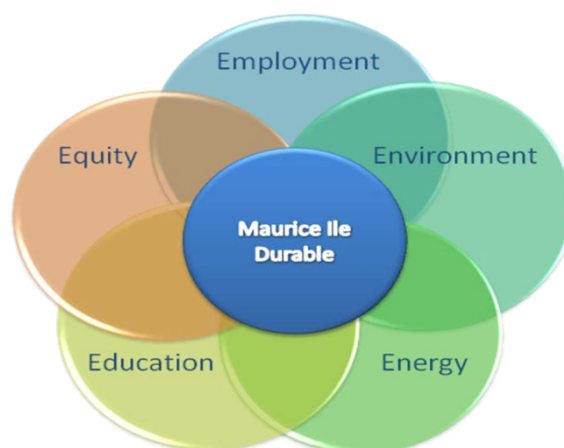 Employment
Equity
Environment
Maurice Ile
Durable
Education
Energy